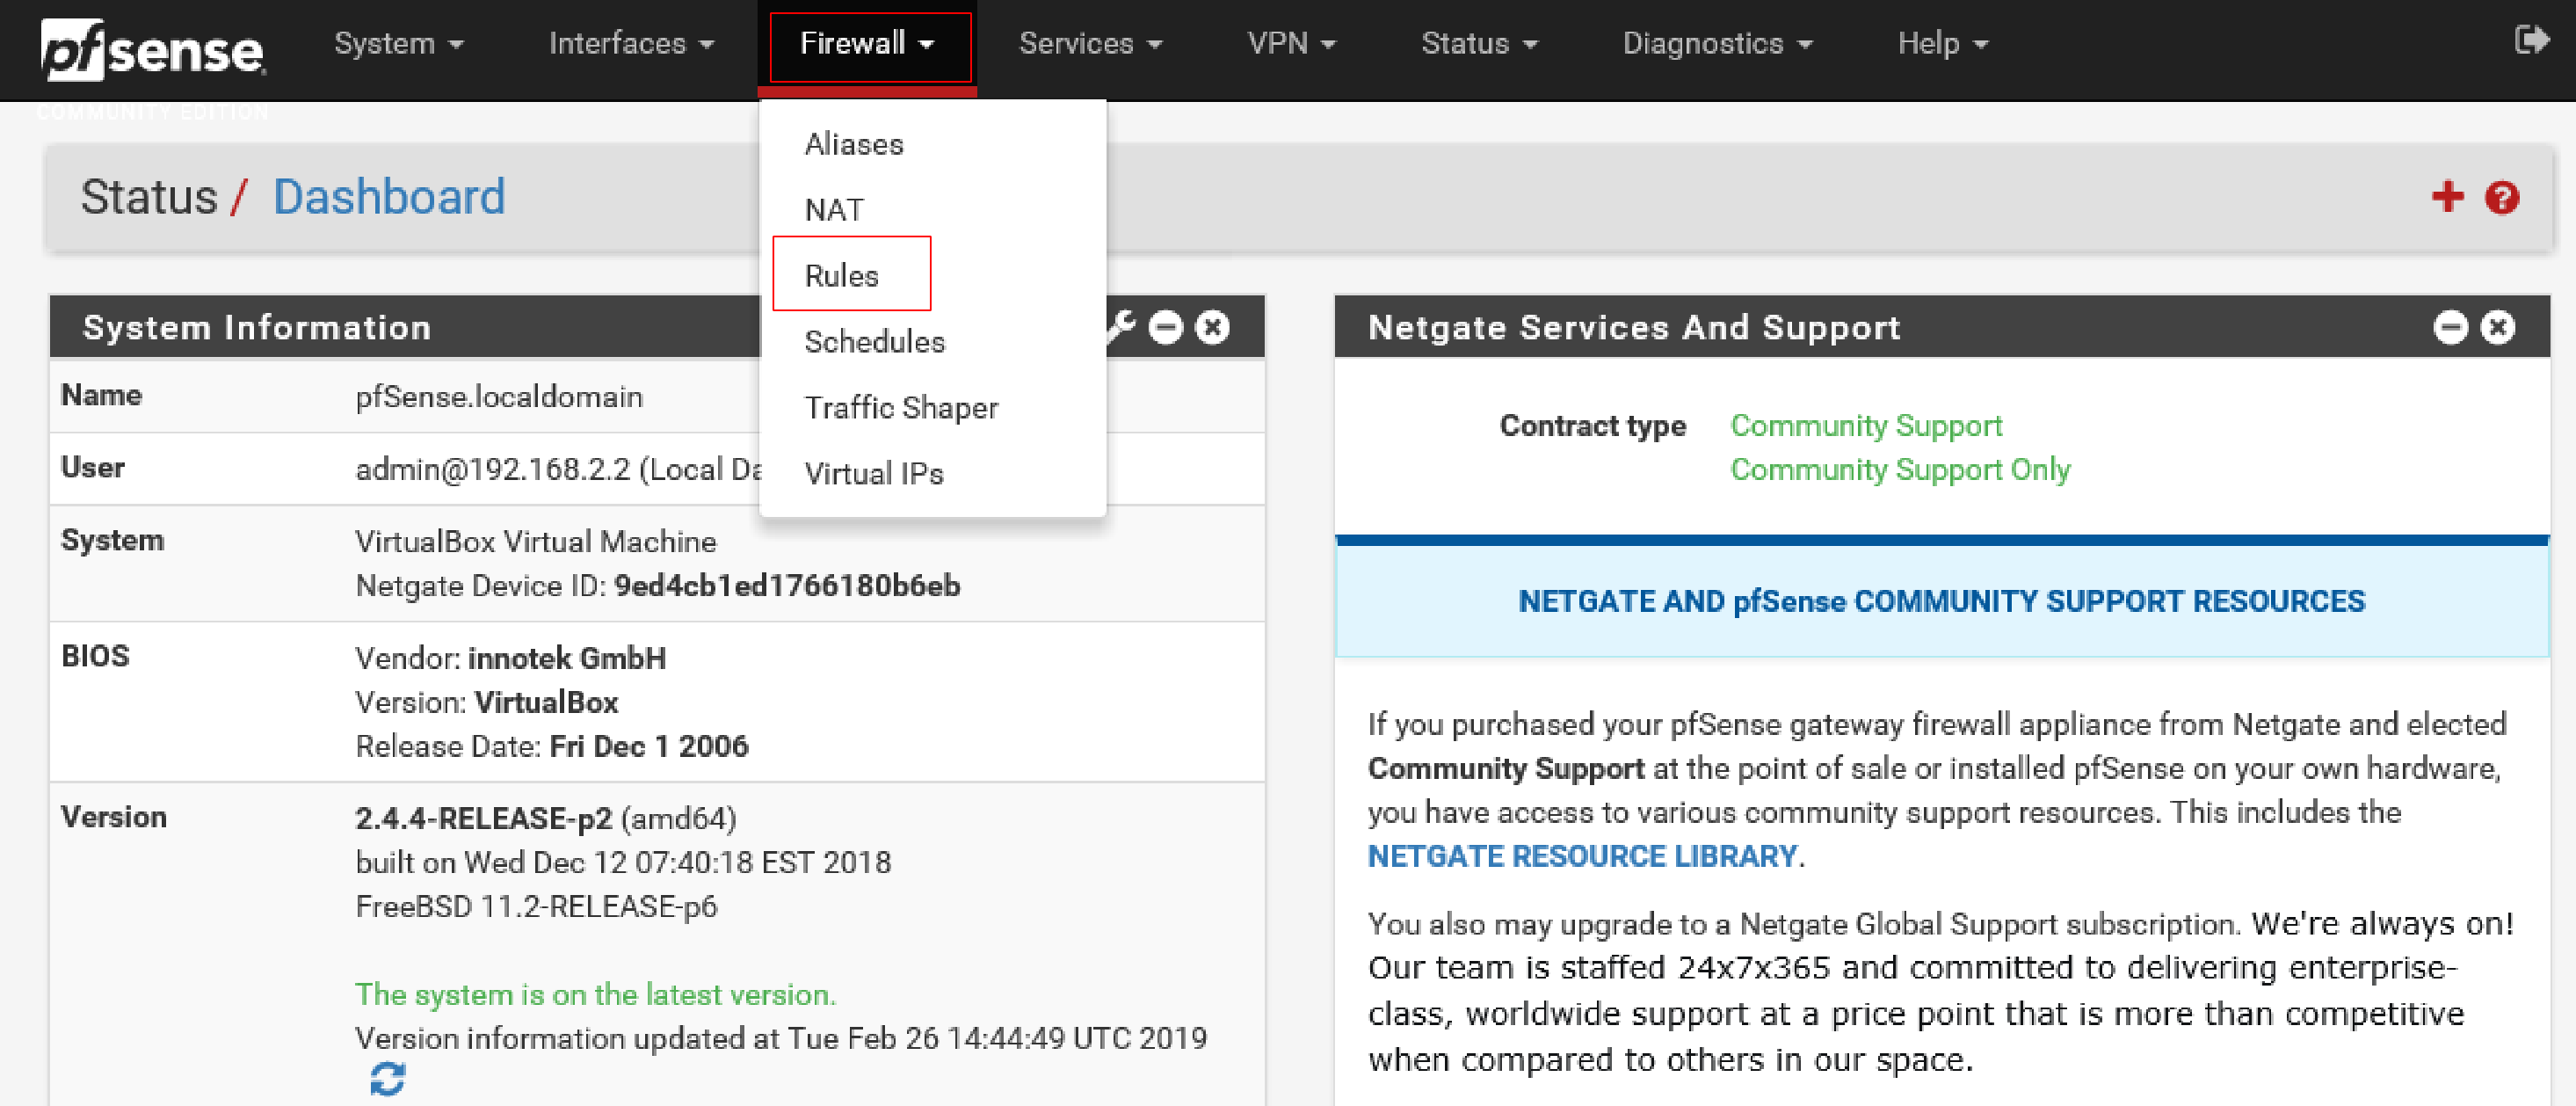 pfsense
System
Interfaces
Firewall
Services
VPN
Status
Diagnostics
Help
COMMUNITY EDITION
Aliases
NAT
Rules
Schedules
Traffic Shaper
Virtual IPs
Status / Dashboard
System Information
Name pfSense.localdomain
User admin@192.168.2.2 (Local Da
System VirtualBox Virtual Machine
Netgate Device ID: 9ed4cb1ed1766180b6eb
BIOS Vendor: innotek GmbH
Version: VirtualBox
Release Date: Fri Dec 1 2006
Version 2.4.4-RELEASE-p2 (amd64)
built on Wed Dec 12 07:40:18 EST 2018
FreeBSD 11.2-RELEASE-p6
The system is on the latest version.
Version information updated at Tue Feb 26 14:44:49 UTC 2019
Netgate Services And Support
Contract type Community Support
Community Support Only
NETGATE AND pfSense COMMUNITY SUPPORT RESOURCES
If you purchased your pfSense gateway firewall appliance from Netgate and elected
Community Support at the point of sale or installed pfSense on your own hardware,
you have access to various community support resources. This includes the
NETGATE RESOURCE LIBRARY.
You also may upgrade to a Netgate Global Support subscription. We're always on!
Our team is staffed 24x7x365 and committed to delivering enterprise-
class, worldwide support at a price point that is more than competitive
when compared to others in our space.